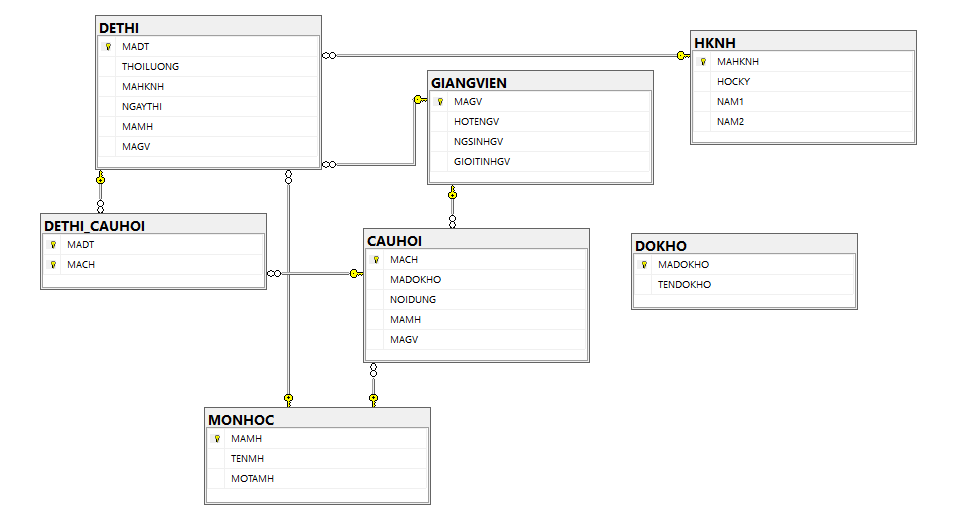 DETHI
MADT
THOILUONG
MAHKNH
NGAYTHI
MAMH
MAGV
HKNH
MAHKNH
HOCKY
NAM1
NAM2
GIANGVIEN
MAGV
HOTENGV
NGSINHGV
GIOITINHGV
DETHI_CAUHOI
MADT
MACH
CAUHOI
MACH
MADOKHO
NOIDUNG
MAMH
MAGV
DOKHO
MADOKHO
TENDOKHO
MONHOC
MAMH
TENMH
MOTAMH